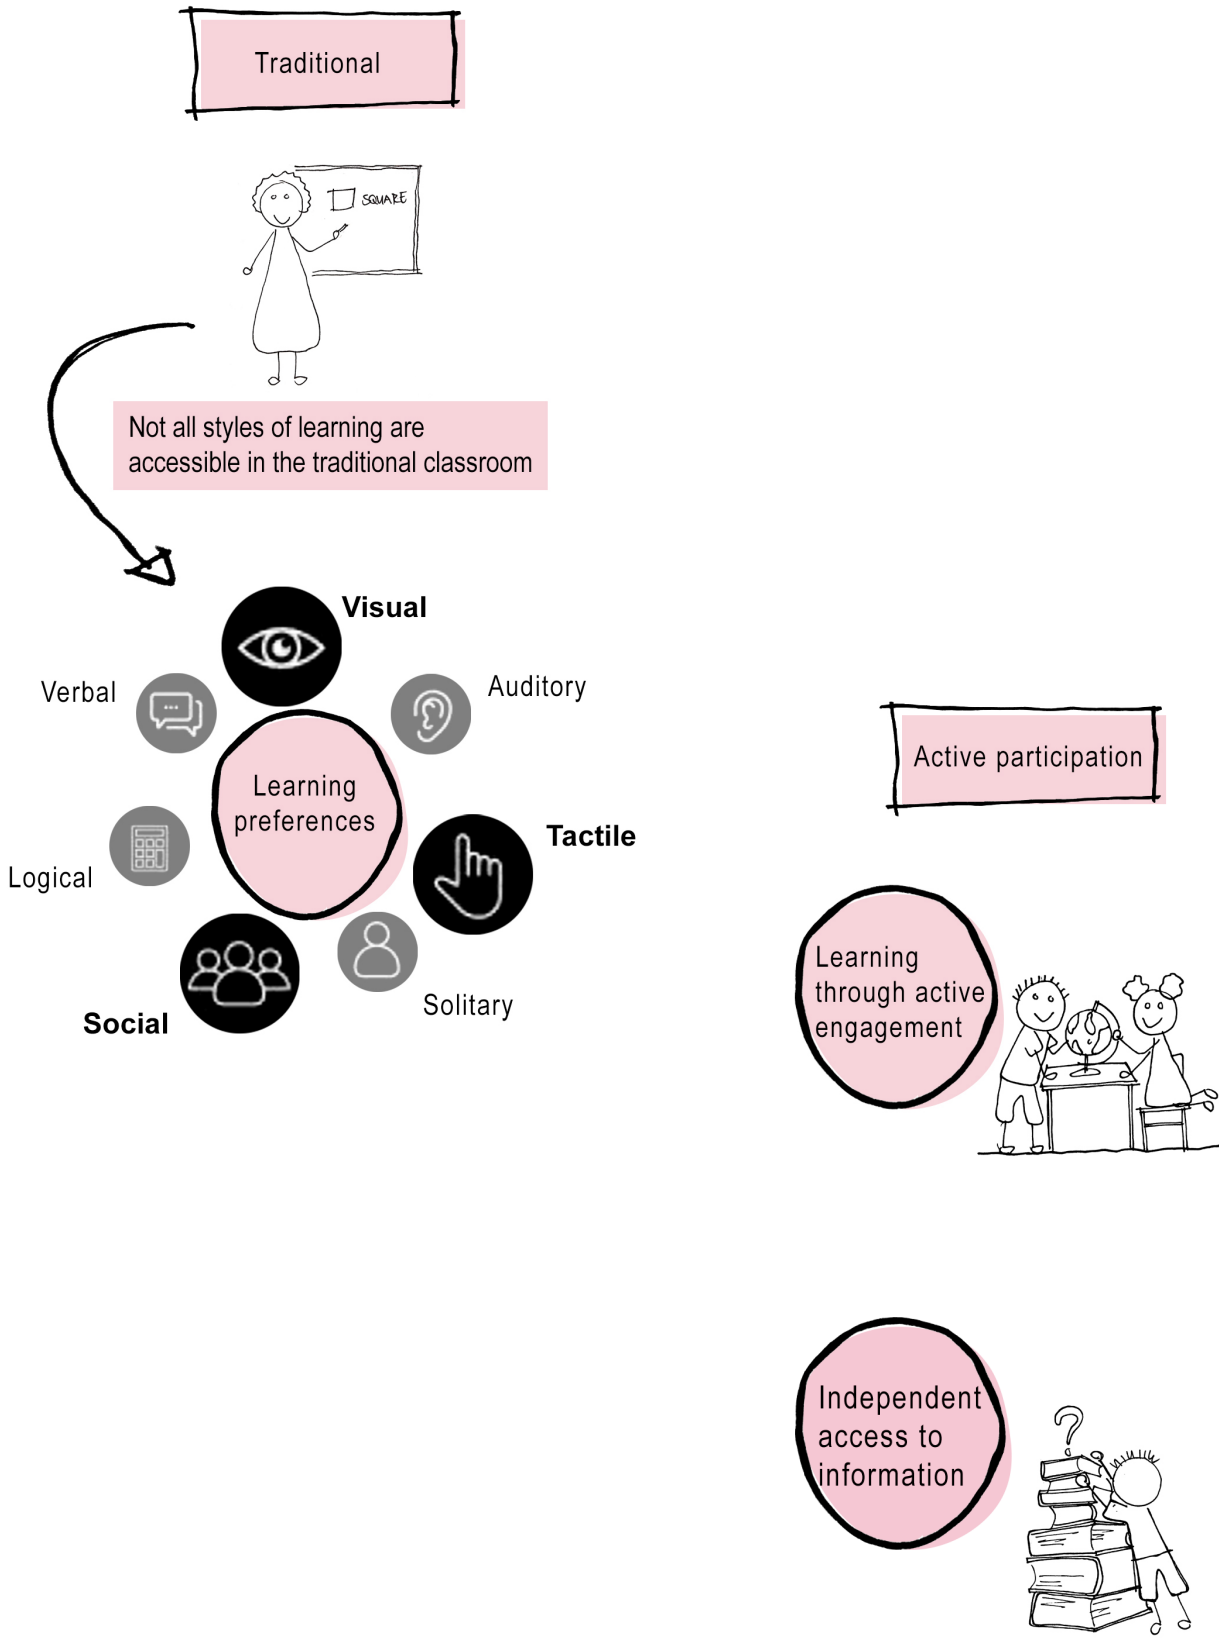 Traditional
SQUARE
Not all styles of learning are
accessible in the traditional classroom
Visual
Verbal
Auditory
Learning
preferences
Tactile
Logical
Solitary
Social
Active participation
Learning
through active
engagement
?
Independent
access to
information